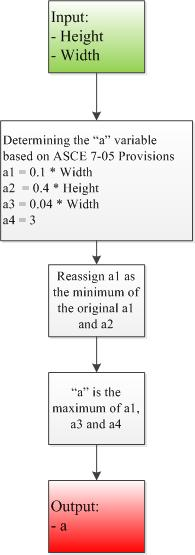 Input:
- Height
- Width
Determining the “a” variable
based on ASCE 7-05 Provisions
a1 = 0.1 * Width
a2  = 0.4 * Height
a3 = 0.04 * Width
a4 = 3
Reassign a1 as
the minimum of
the original a1
and a2
“a” is the
maximum of a1,
a3 and a4
Output:
- a